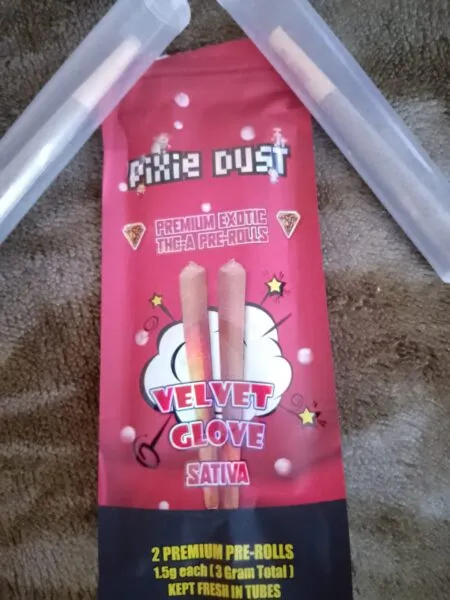 PIXIE DUST
PREMIUM EXOTIC
THC-A PRE-ROLLS
VELVET
GLOVE
SATIVA
2 PREMIUM PRE-ROLLS
1.5g each (3 Gram Total)
KEPT FRESH IN TUBES